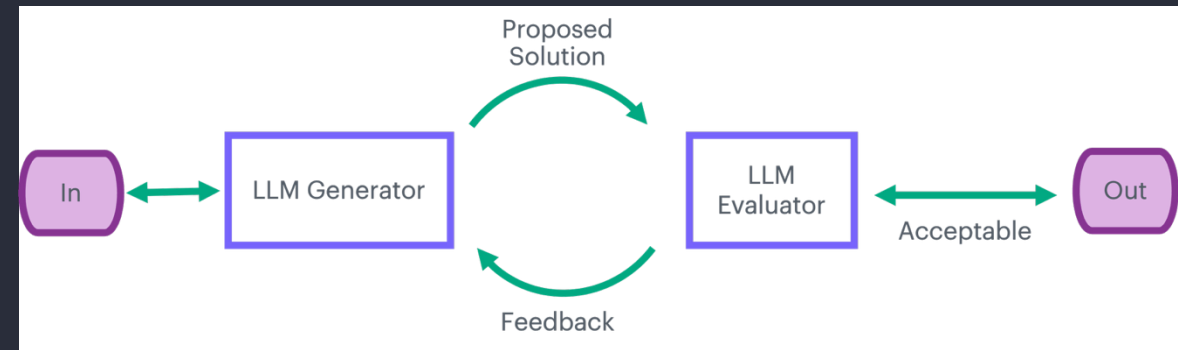 Proposed
Solution
In
LLM Generator
LLM
Evaluator
Acceptable
Out
Feedback